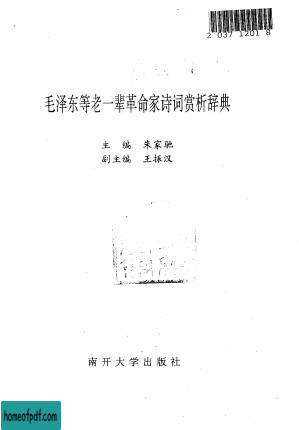 2 037 1201 8
毛泽东等老一辈革命家诗词赏析辞典
主 编 朱家驰
副主编 王振汉
南开大学出版社
homeofpdf.com